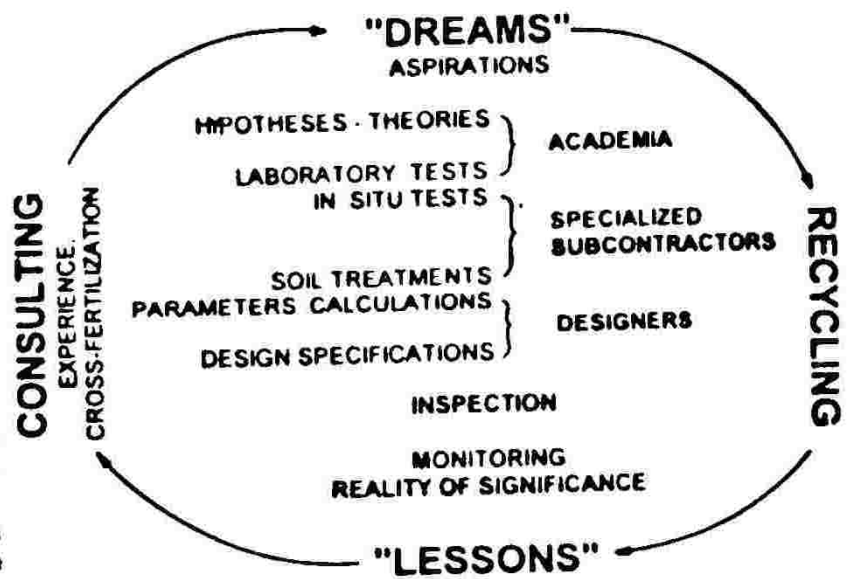 "DREAMS"
ASPIRATIONS
HYPOTHESES - THEORIES
ACADEMIA
LABORATORY TESTS
IN SITU TESTS
SPECIALIZED
SUBCONTRACTORS
SOIL TREATMENTS
PARAMETERS CALCULATIONS
DESIGNERS
DESIGN SPECIFICATIONS
INSPECTION
MONITORING
REALITY OF SIGNIFICANCE
"LESSONS"
CONSULTING
EXPERIENCE.
CROSS-FERTILIZATION
RECYCLING